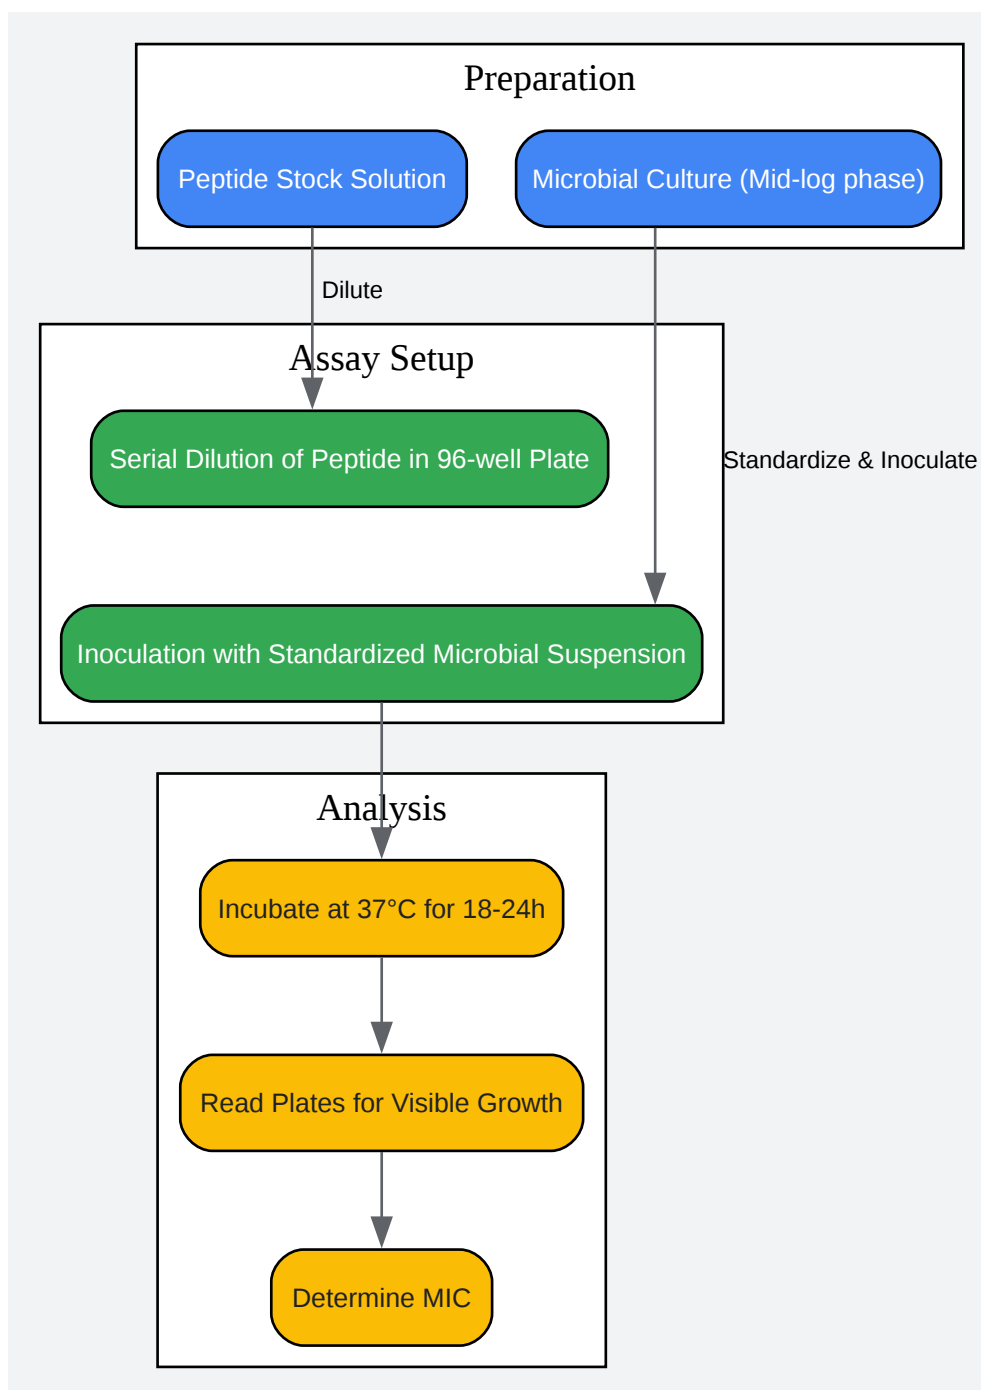 Preparation
Peptide Stock Solution
Microbial Culture (Mid-log phase)
Dilute
Assay Setup
Serial Dilution of Peptide in 96-well Plate
Standardize & Inoculate
Inoculation with Standardized Microbial Suspension
Analysis
Incubate at 37°C for 18-24h
Read Plates for Visible Growth
Determine MIC